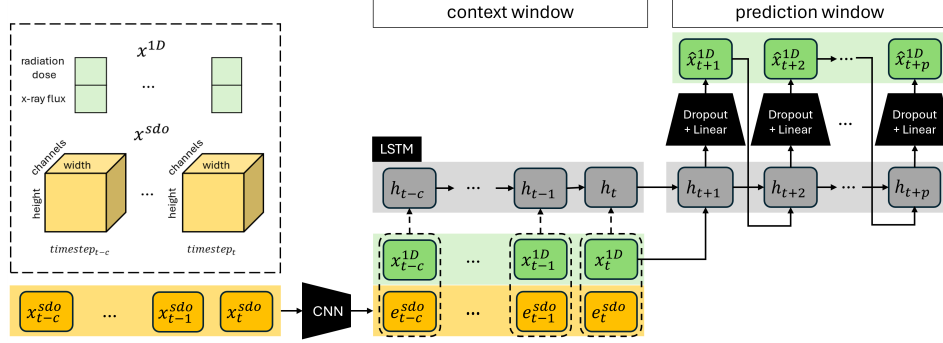 context window
prediction window
x^{1D}
radiation
dose
...
x-ray flux
x^{sdo}
channels
width
height
...
channels
width
height
timestep_{t-c}
timestep_t
x^{sdo}_{t-c}
...
x^{sdo}_{t-1}
x^{sdo}_t
CNN
LSTM
h_{t-c}
...
h_{t-1}
h_t
x^{1D}_{t-c}
...
x^{1D}_{t-1}
x^{1D}_t
e^{sdo}_{t-c}
...
e^{sdo}_{t-1}
e^{sdo}_t
x̂^{1D}_{t+1}
x̂^{1D}_{t+2}
...
x̂^{1D}_{t+p}
Dropout
+ Linear
Dropout
+ Linear
...
Dropout
+ Linear
h_{t+1}
h_{t+2}
...
h_{t+p}